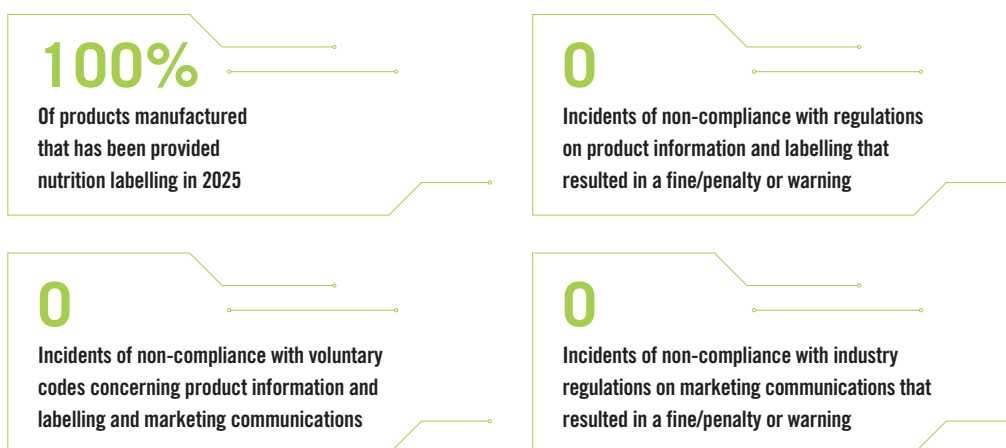 100%
Of products manufactured
that has been provided
nutrition labelling in 2025
0
Incidents of non-compliance with regulations
on product information and labelling that
resulted in a fine/penalty or warning
0
Incidents of non-compliance with voluntary
codes concerning product information and
labelling and marketing communications
0
Incidents of non-compliance with industry
regulations on marketing communications that
resulted in a fine/penalty or warning